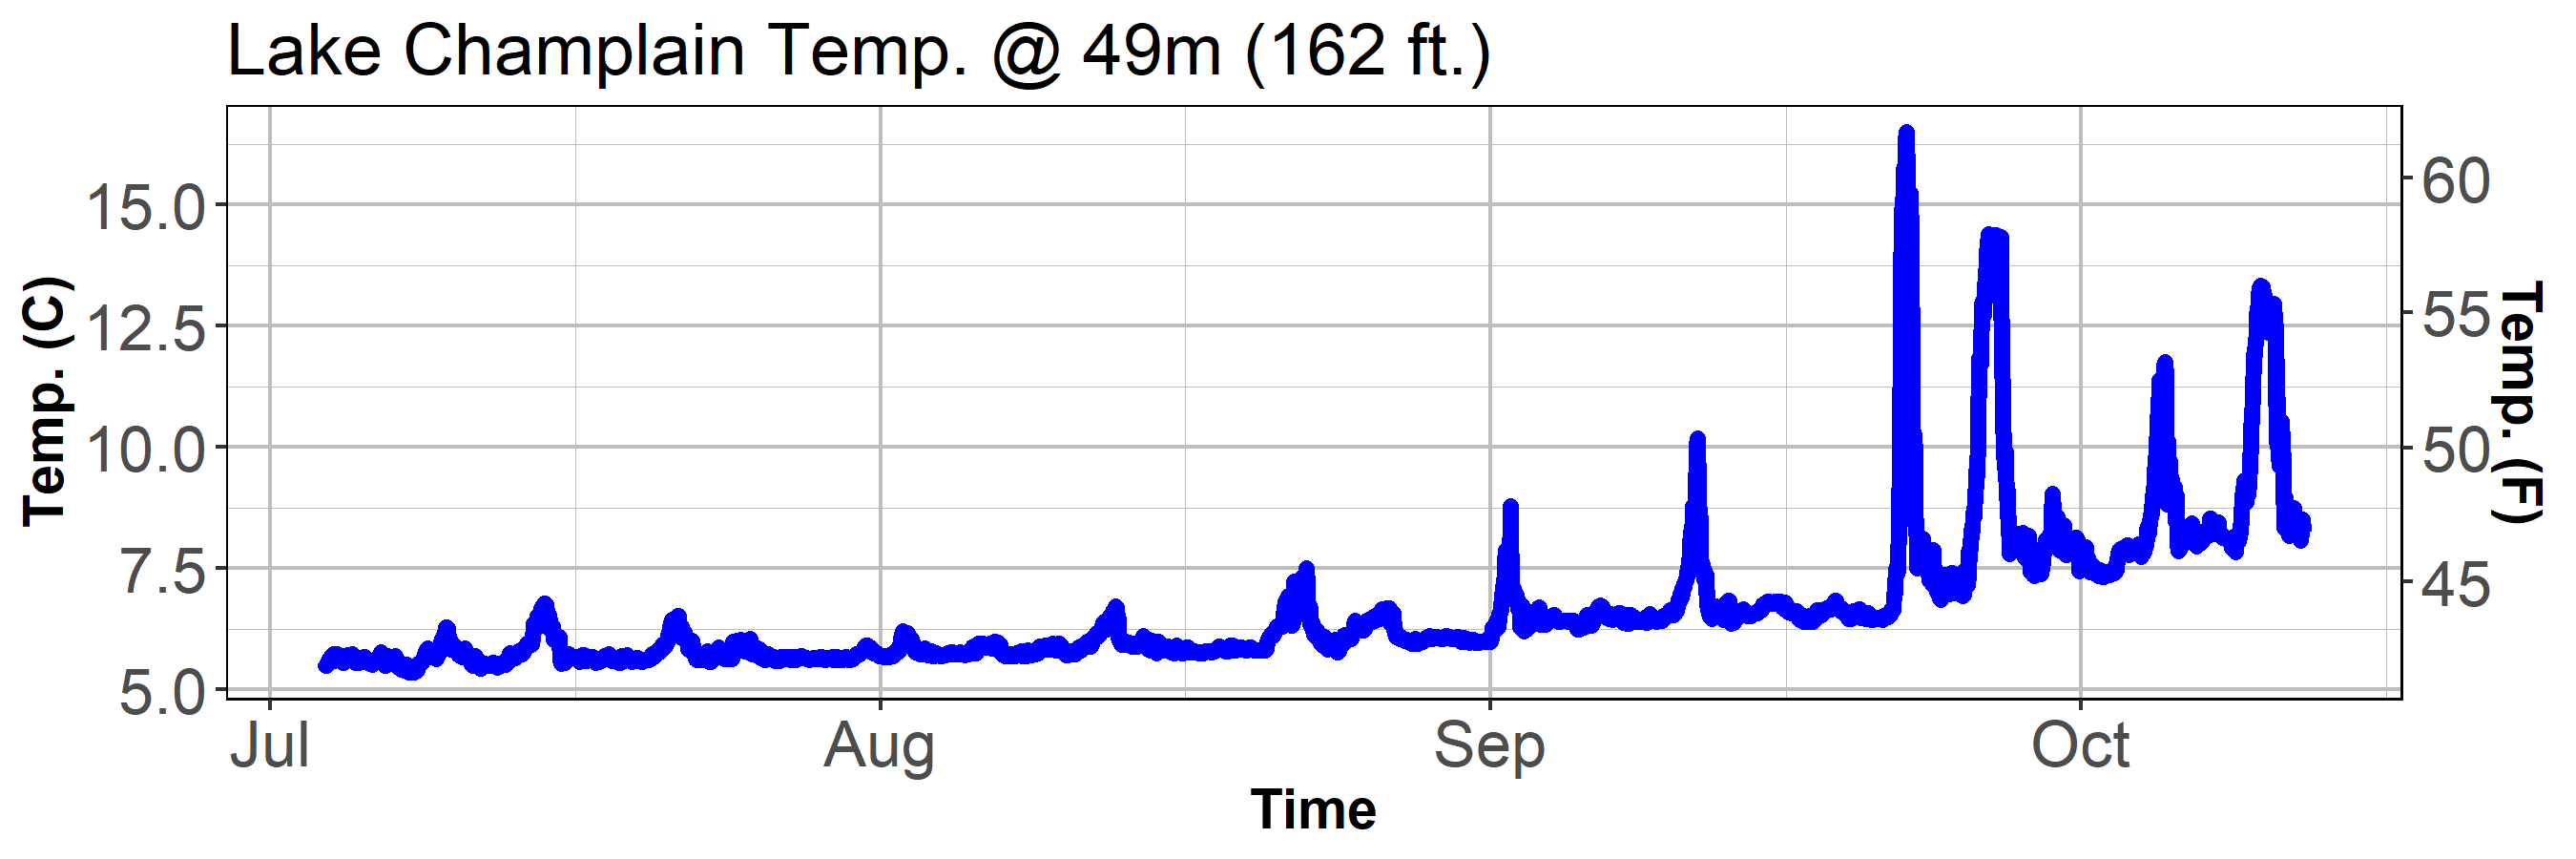 Lake Champlain Temp. @ 49m (162 ft.)
Temp. (C)
15.0
12.5
10.0
7.5
5.0
60
55
50
45
Temp. (F)
Jul Aug Sep Oct
Time